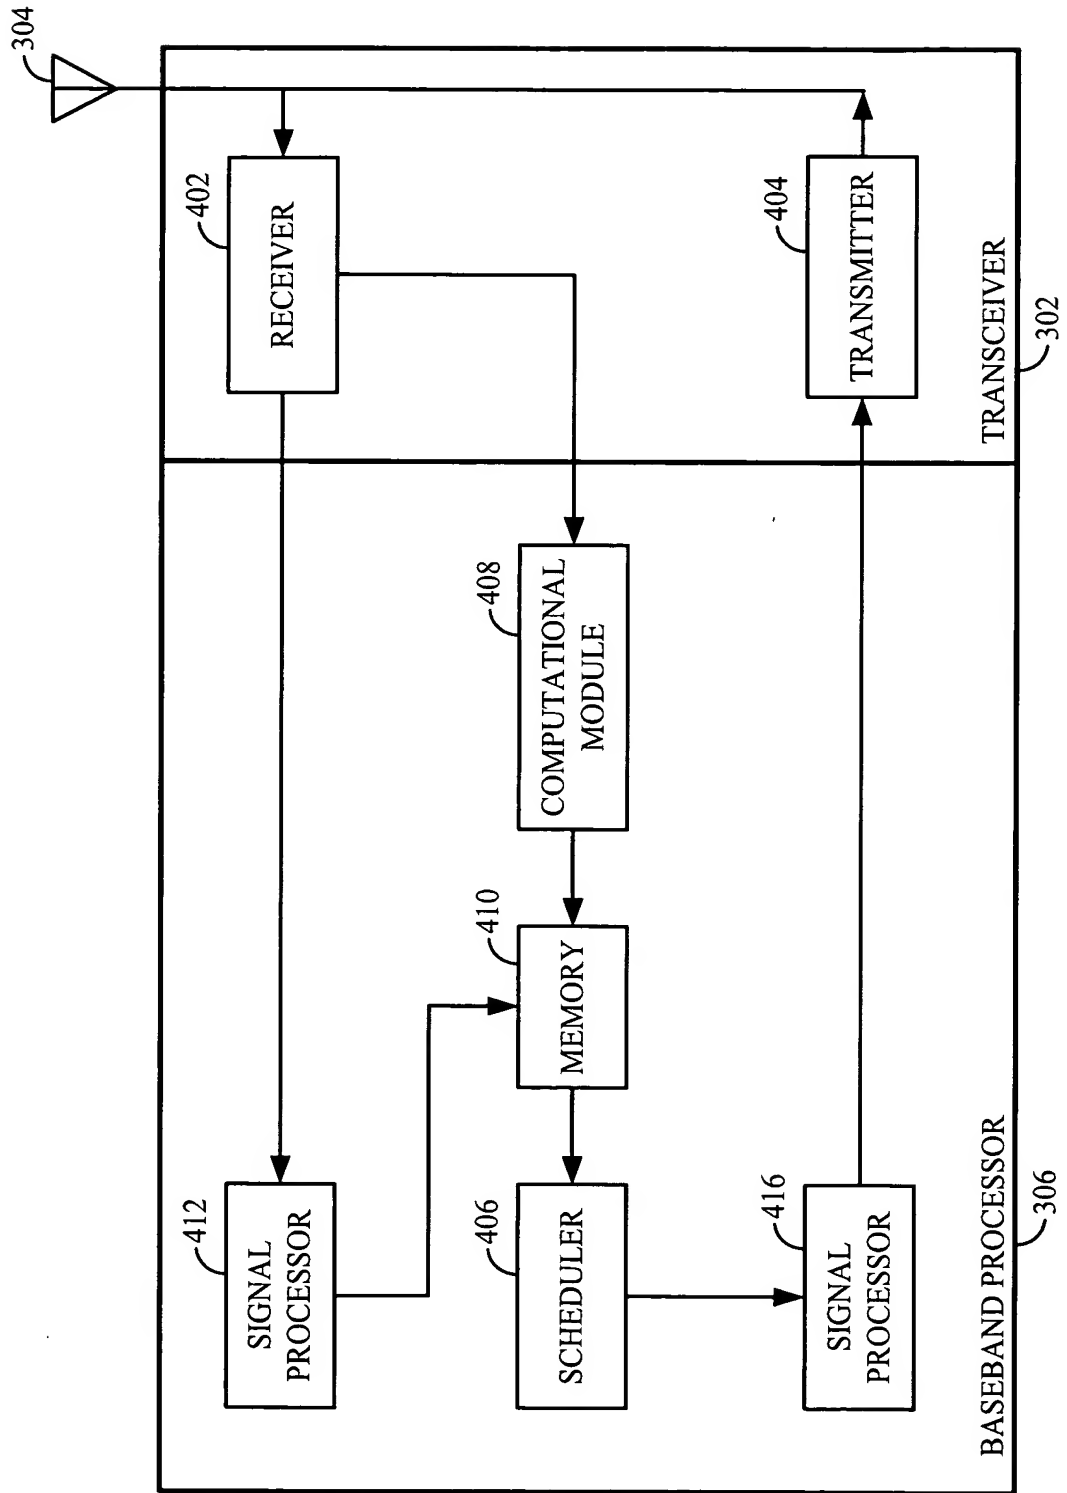 304
402
RECEIVER
404
TRANSMITTER
TRANSCEIVER
302
408
COMPUTATIONAL
MODULE
410
MEMORY
412
SIGNAL
PROCESSOR
406
SCHEDULER
416
SIGNAL
PROCESSOR
BASEBAND PROCESSOR
306